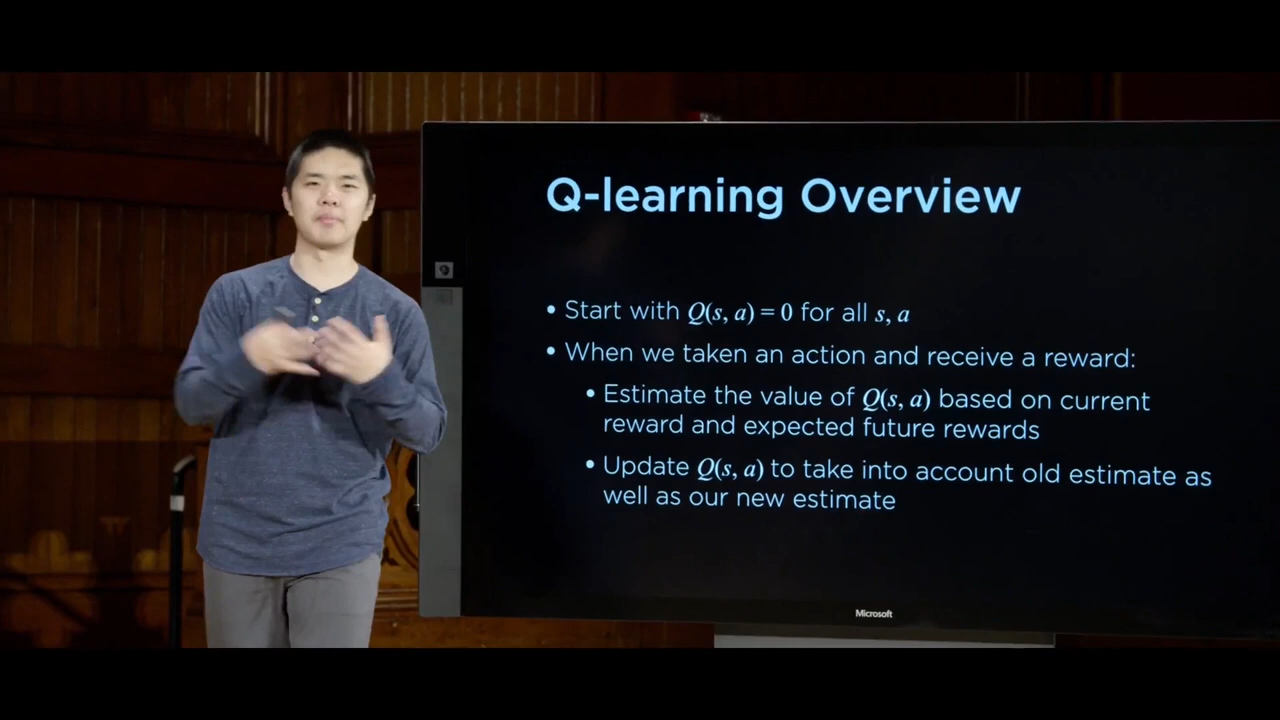 Q-learning Overview
• Start with Q(s, a) = 0 for all s, a
• When we taken an action and receive a reward:
• Estimate the value of Q(s, a) based on current
reward and expected future rewards
• Update Q(s, a) to take into account old estimate as
well as our new estimate
Microsoft